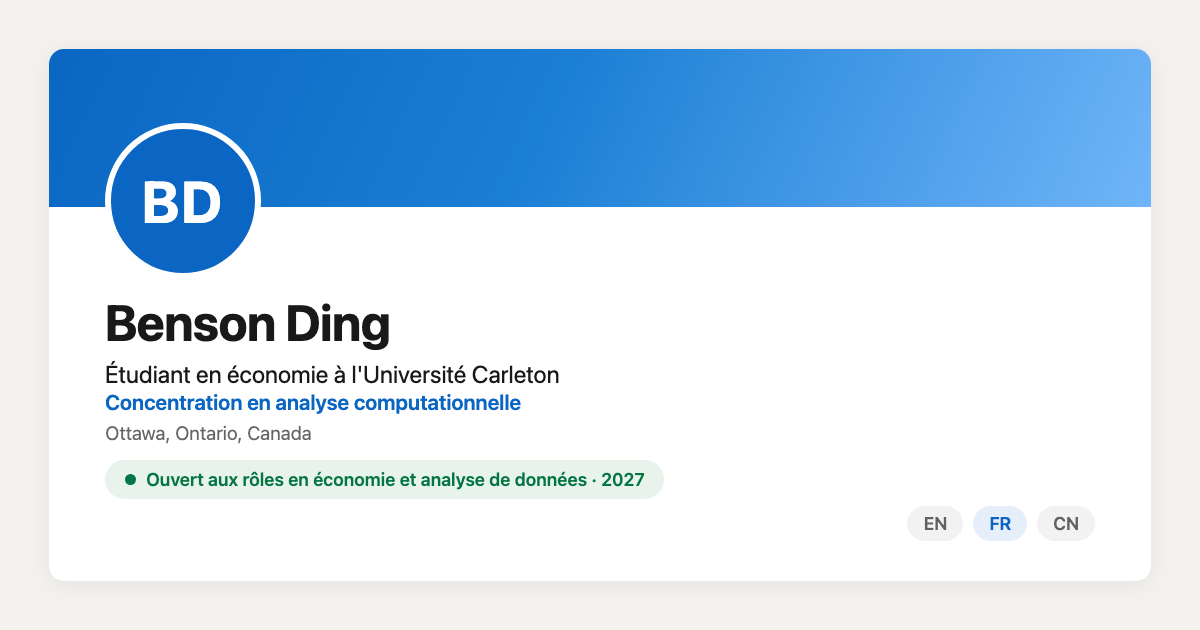 BD
Benson Ding
Étudiant en économie à l'Université Carleton
Concentration en analyse computationnelle
Ottawa, Ontario, Canada
Ouvert aux rôles en économie et analyse de données · 2027
EN FR CN